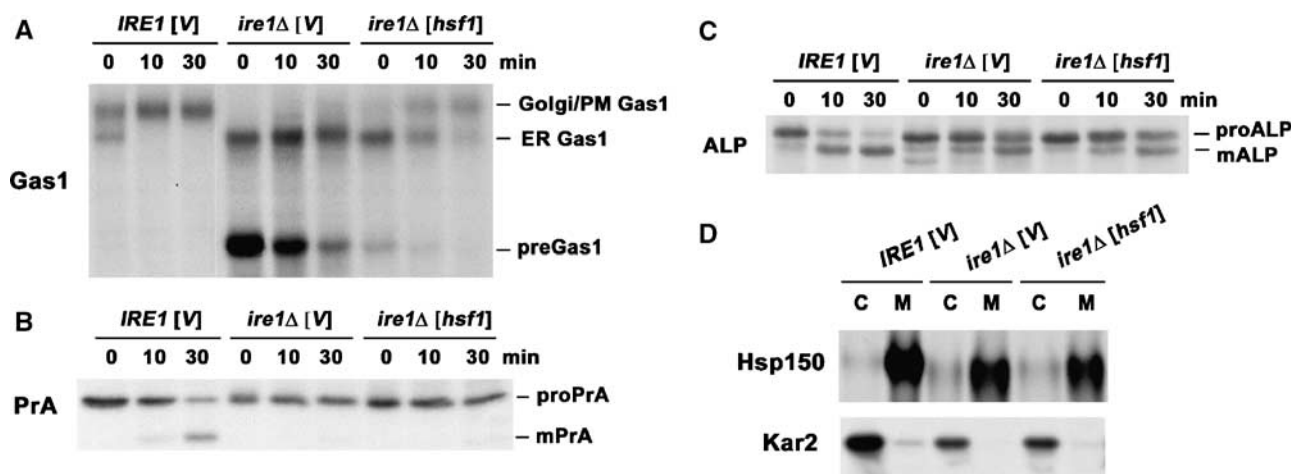 A
IRE1 [V] ire1Δ [V] ire1Δ [hsf1]
0 10 30 0 10 30 0 10 30 min
Golgi/PM Gas1
ER Gas1
Gas1
preGas1
B
IRE1 [V] ire1Δ [V] ire1Δ [hsf1]
0 10 30 0 10 30 0 10 30 min
PrA
proPrA
mPrA
C
IRE1 [V] ire1Δ [V] ire1Δ [hsf1]
0 10 30 0 10 30 0 10 30 min
ALP
proALP
mALP
D
IRE1 [V] ire1Δ [V] ire1Δ [hsf1]
C M C M C M
Hsp150
Kar2